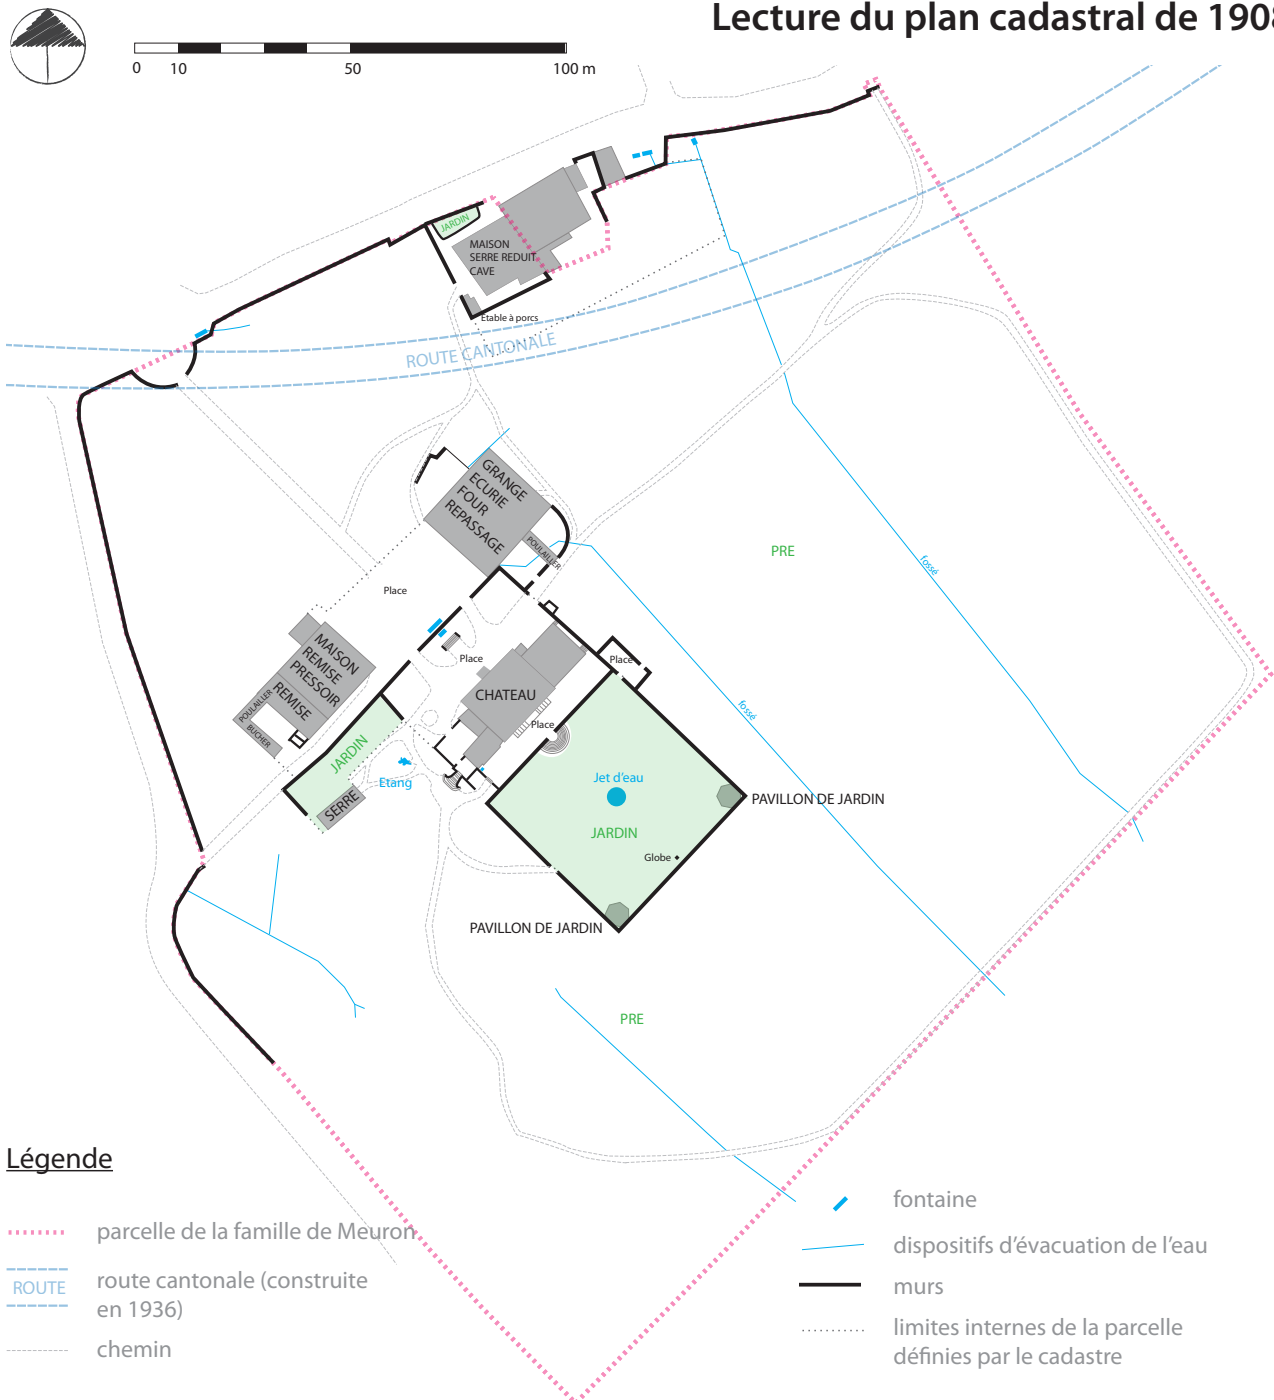 Lecture du plan cadastral de 1908
0 10 50 100 m
JARDIN
MAISON
SERRE REDUIT
CAVE
Etable à porcs
ROUTE CANTONALE
GRANGE
ECURIE
FOUR
REPASSAGE
POULAILLER
PRE
fossé
Place
MAISON
REMISE
PRESSOIR
REMISE
POULAILLER
BUCHER
Place
Place
CHATEAU
Place
fossé
JARDIN
Etang
SERRE
Jet d'eau
PAVILLON DE JARDIN
JARDIN
Globe
PAVILLON DE JARDIN
PRE
Légende
parcelle de la famille de Meuron
ROUTE
route cantonale (construite
en 1936)
chemin
fontaine
dispositifs d'évacuation de l'eau
murs
limites internes de la parcelle
définies par le cadastre